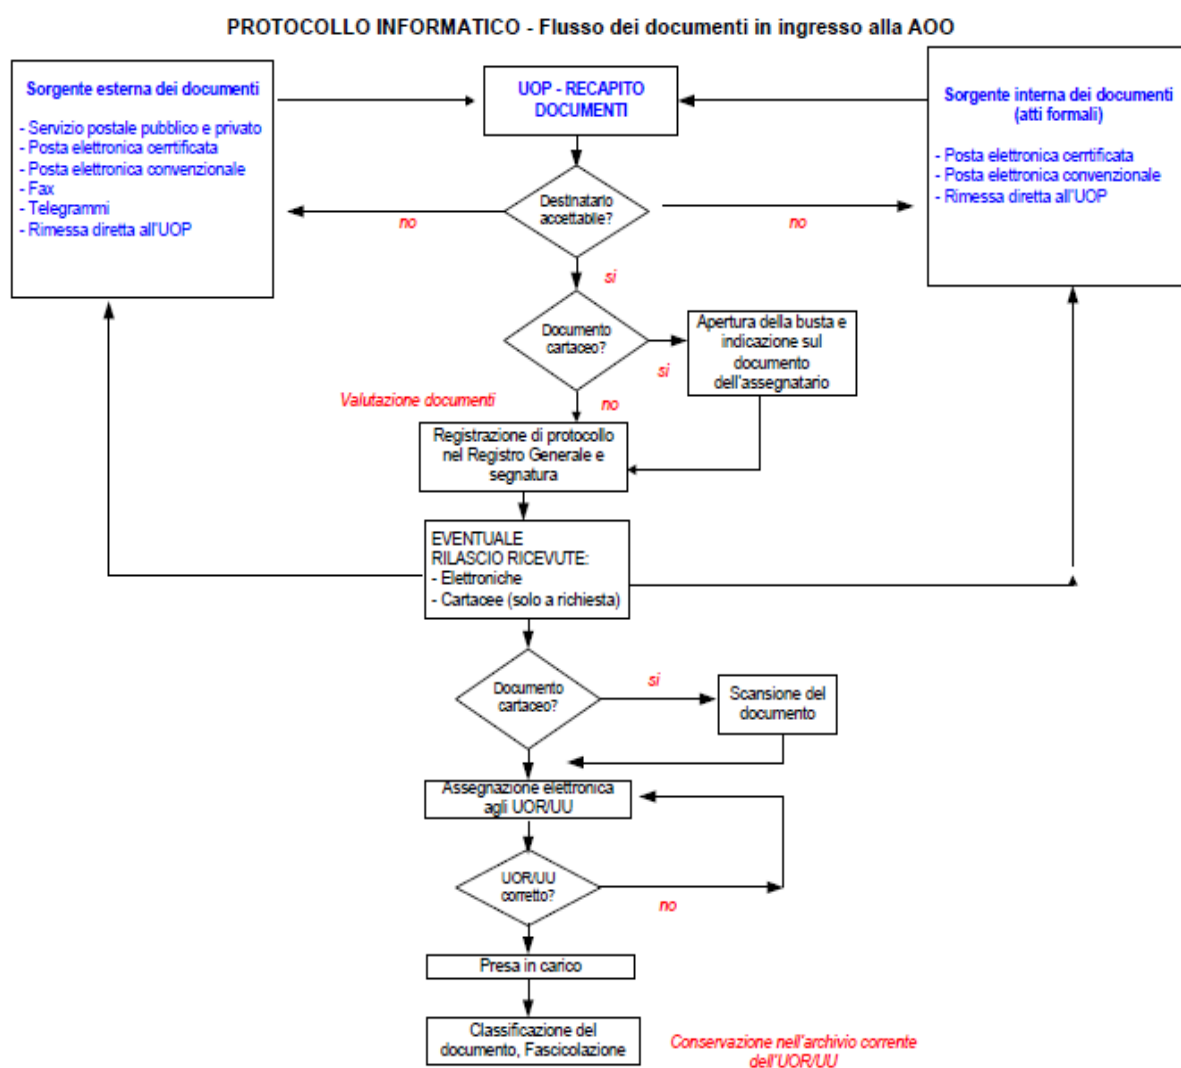 PROTOCOLLO INFORMATICO - Flusso dei documenti in ingresso alla AOO
Sorgente esterna dei documenti
- Servizio postale pubblico e privato
- Posta elettronica cerrtificata
- Posta elettronica convenzionale
- Fax
- Telegrammi
- Rimessa diretta all'UOP
UOP - RECAPITO
DOCUMENTI
Sorgente interna dei documenti
(atti formali)
- Posta elettronica cerrtificata
- Posta elettronica convenzionale
- Rimessa diretta all'UOP
Destinatario
accettabile?
no
no
si
Documento
cartaceo?
si
Apertura della busta e
indicazione sul
documento
dell'assegnatario
Valutazione documenti
no
Registrazione di protocollo
nel Registro Generale e
segnatura
EVENTUALE
RILASCIO RICEVUTE:
- Elettroniche
- Cartacee (solo a richiesta)
Documento
cartaceo?
si
Scansione del
documento
Assegnazione elettronica
agli UOR/UU
UOR/UU
corretto?
no
Presa in carico
Classificazione del
documento, Fascicolazione
Conservazione nell'archivio corrente
dell'UOR/UU